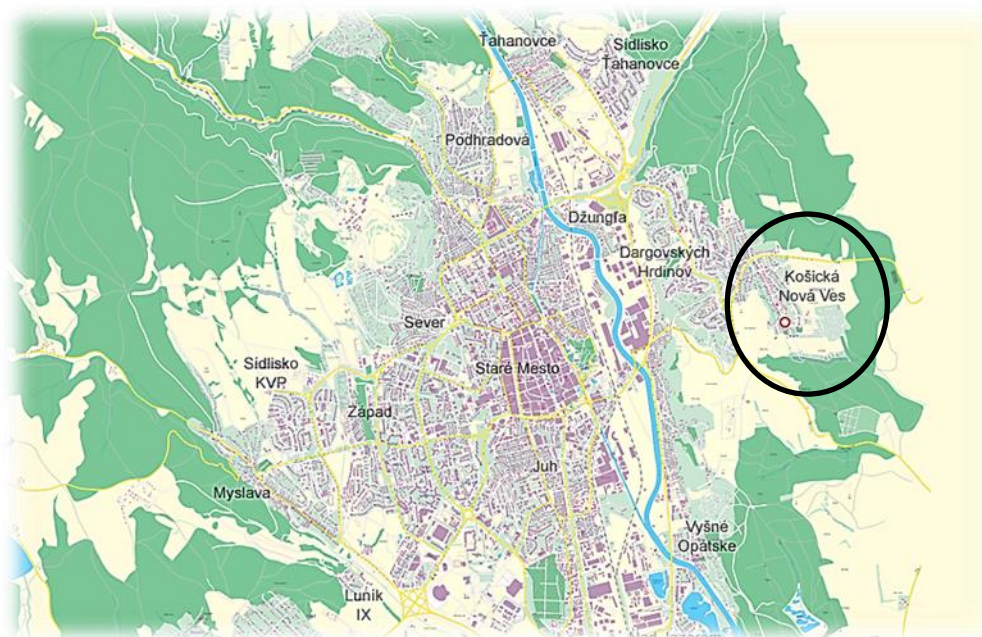 Ťahanovce
Sídlisko
Ťahanovce
Podhradová
Džungľa
Dargovských
Hrdinov
Košická
Nová Ves
Sever
Staré Mesto
Sídlisko
KVP
Západ
Juh
Myslava
Vyšné
Opátske
Luník
IX